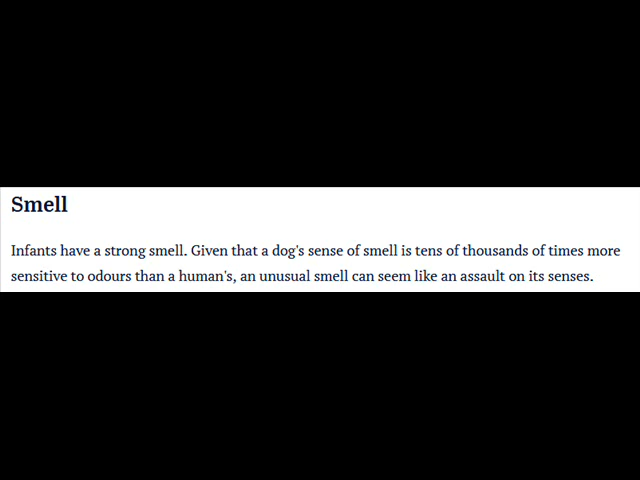 Smell
Infants have a strong smell. Given that a dog's sense of smell is tens of thousands of times more
sensitive to odours than a human's, an unusual smell can seem like an assault on its senses.